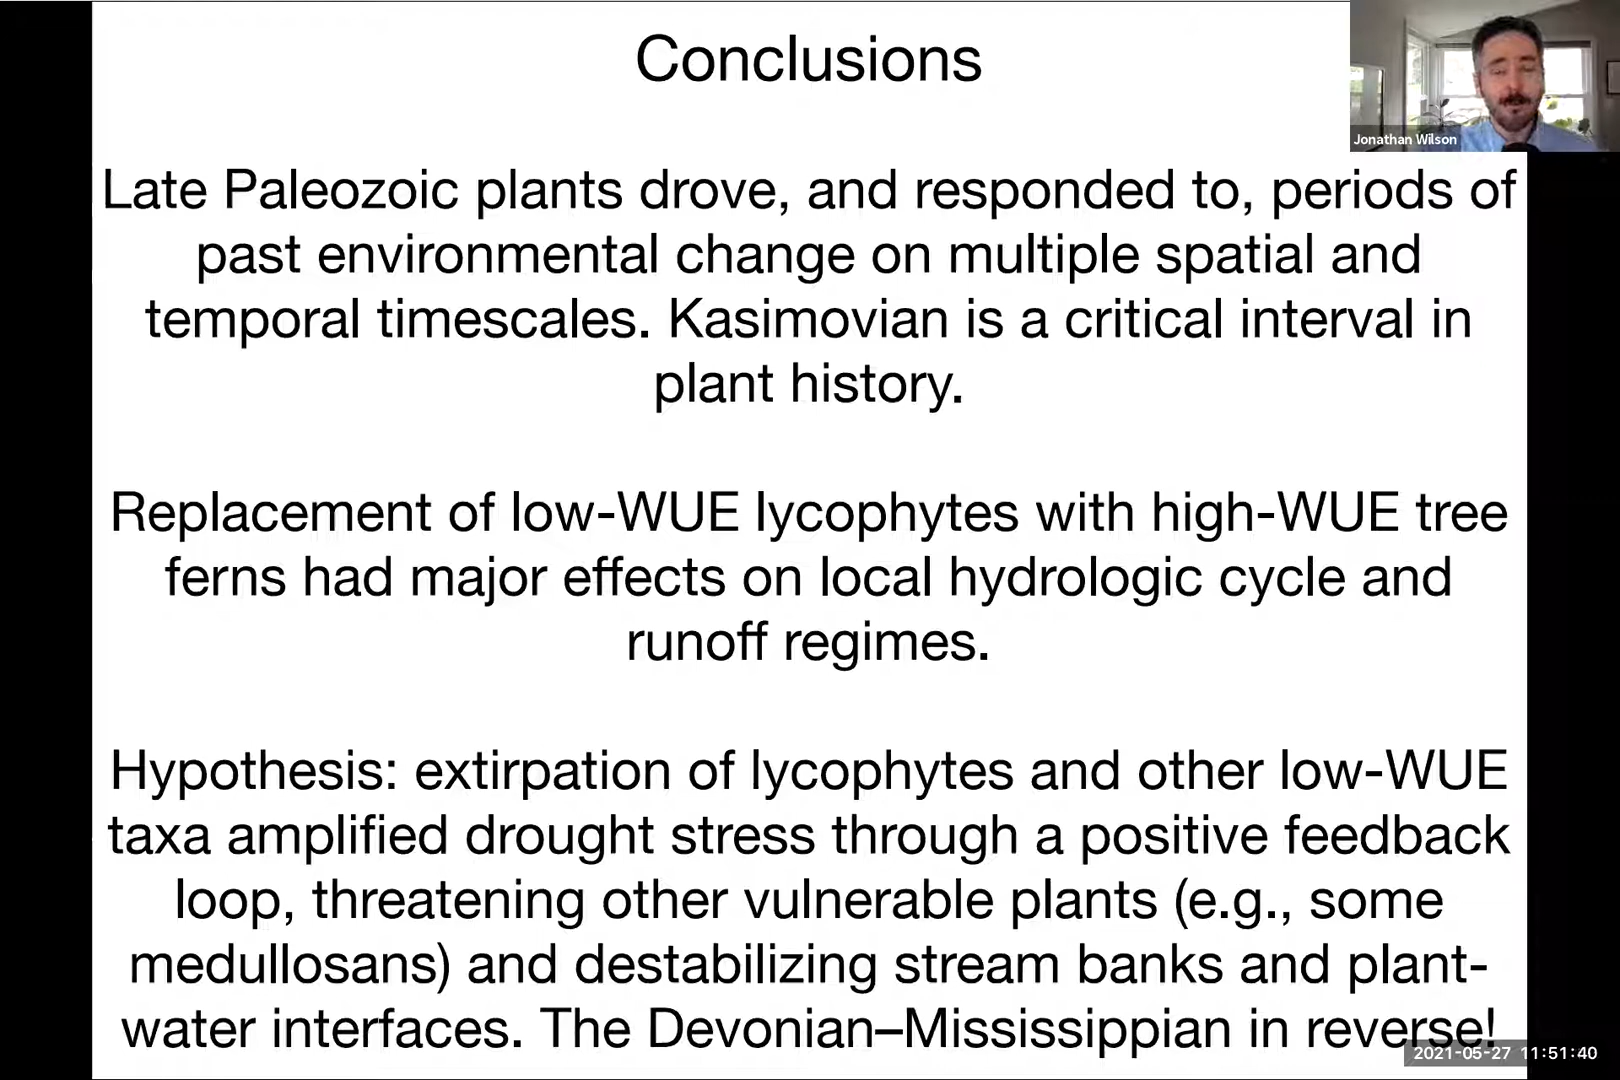 Conclusions
Jonathan Wilson
Late Paleozoic plants drove, and responded to, periods of
past environmental change on multiple spatial and
temporal timescales. Kasimovian is a critical interval in
plant history.
Replacement of low-WUE lycophytes with high-WUE tree
ferns had major effects on local hydrologic cycle and
runoff regimes.
Hypothesis: extirpation of lycophytes and other low-WUE
taxa amplified drought stress through a positive feedback
loop, threatening other vulnerable plants (e.g., some
medullosans) and destabilizing stream banks and plant-
water interfaces. The Devonian–Mississippian in reverse!
2021-05-27 11:51:40